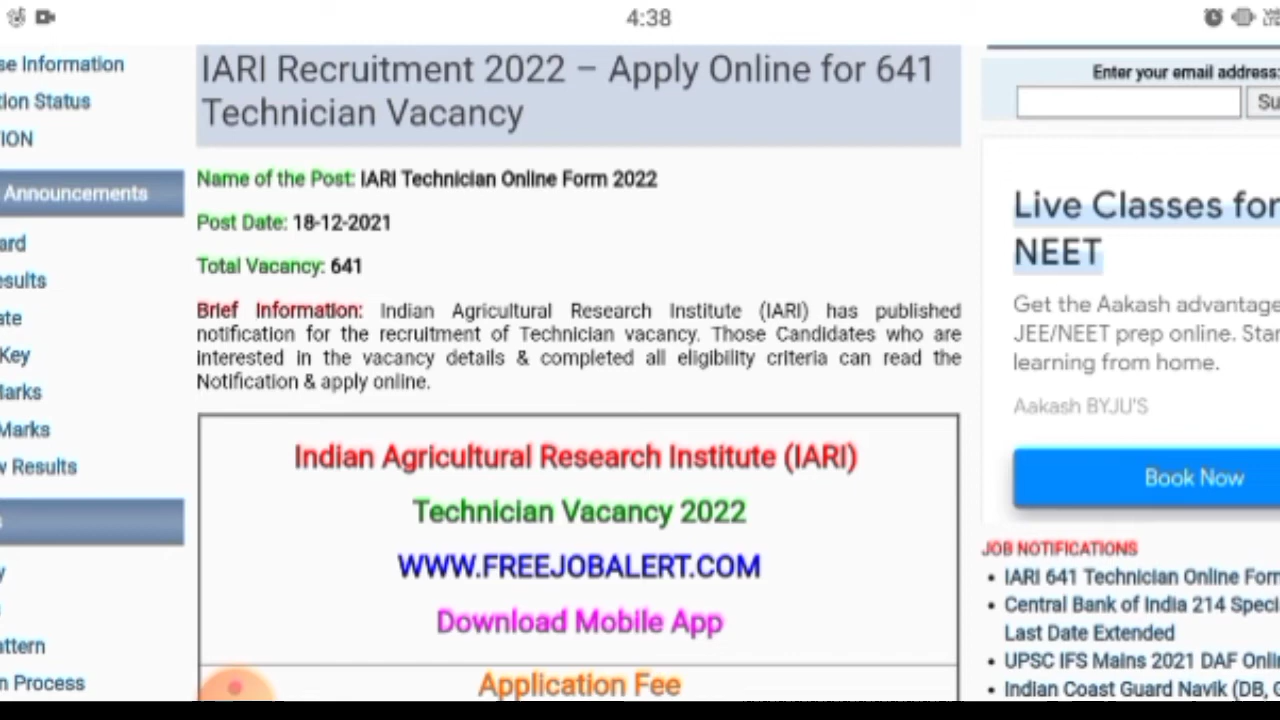 4:38
se Information
tion Status
ION
Announcements
ard
esults
ate
Key
Marks
Marks
w Results
s
y
ttern
n Process
IARI Recruitment 2022 – Apply Online for 641
Technician Vacancy
Name of the Post: IARI Technician Online Form 2022
Post Date: 18-12-2021
Total Vacancy: 641
Brief Information: Indian Agricultural Research Institute (IARI) has published
notification for the recruitment of Technician vacancy. Those Candidates who are
interested in the vacancy details & completed all eligibility criteria can read the
Notification & apply online.
Indian Agricultural Research Institute (IARI)
Technician Vacancy 2022
WWW.FREEJOBALERT.COM
Download Mobile App
Application Fee
Enter your email address:
Su
Live Classes for
NEET
Get the Aakash advantage
JEE/NEET prep online. Star
learning from home.
Aakash BYJU'S
Book Now
JOB NOTIFICATIONS
• IARI 641 Technician Online Form
• Central Bank of India 214 Speci
Last Date Extended
• UPSC IFS Mains 2021 DAF Onli
• Indian Coast Guard Navik (DB, G